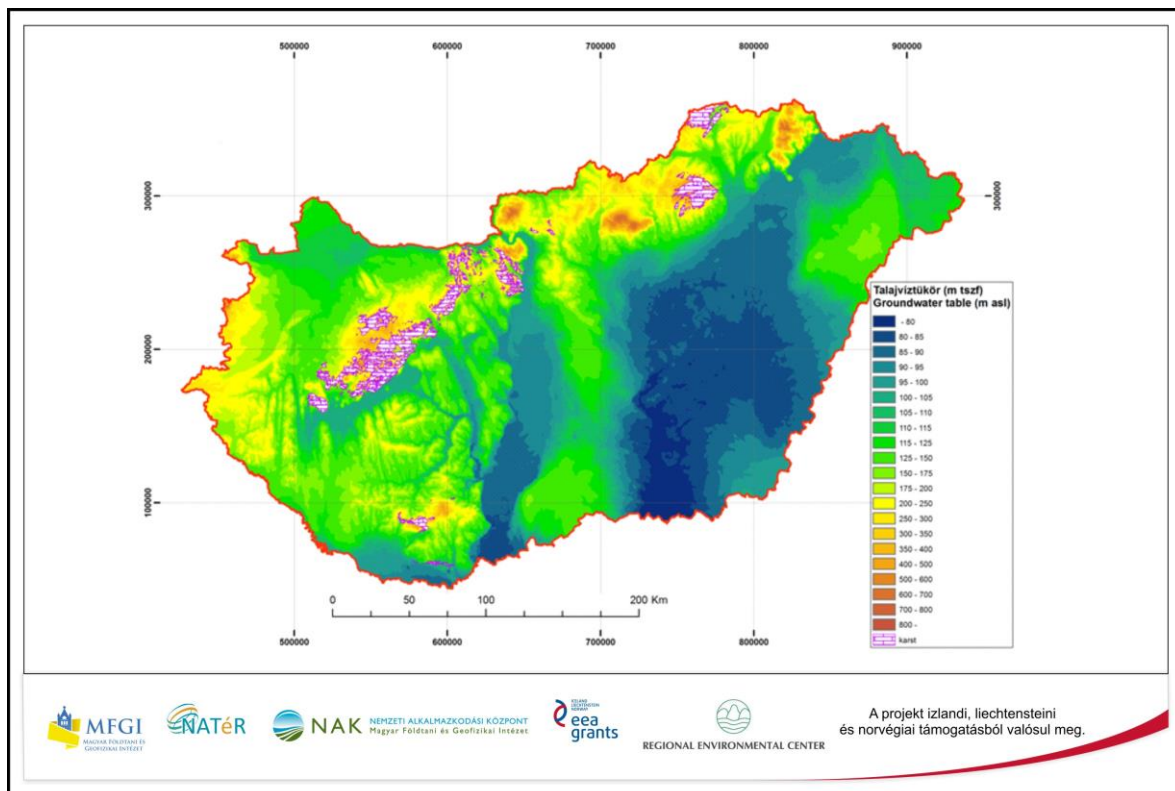 500000 600000 700000 800000 900000
300000 300000
200000
100000
Talajvíztükör (m tszf)
Groundwater table (m asl)
- 80
80 - 85
85 - 90
90 - 95
95 - 100
100 - 105
105 - 110
110 - 115
115 - 125
125 - 150
150 - 175
175 - 200
200 - 250
250 - 300
300 - 350
350 - 400
400 - 500
500 - 600
600 - 700
700 - 800
800 -
karst
0 50 100 200 Km
500000 600000 700000 800000
MFGI
MAGYAR FÖLDTANI ÉS
GEOFIZIKAI INTÉZET
NATéR
NAK NEMZETI ALKALMAZKODÁSI KÖZPONT
Magyar Földtani és Geofizikai Intézet
IZLAND
LIECHTENSTEIN
NORWAY
eea
grants
REGIONAL ENVIRONMENTAL CENTER
A projekt izlandi, liechtensteini
és norvégiai támogatásból valósul meg.